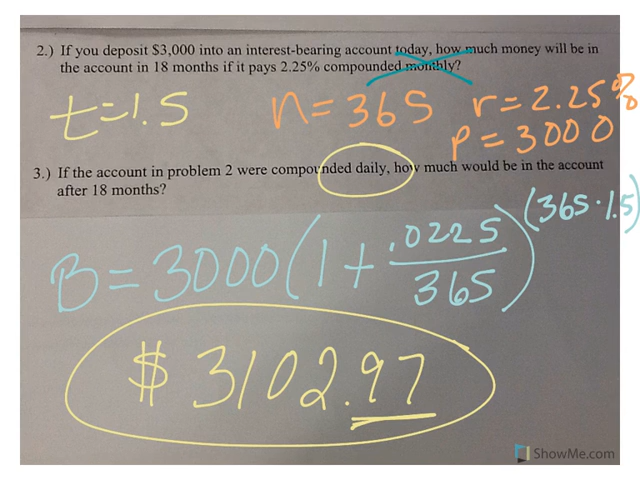 2.) If you deposit $3,000 into an interest-bearing account today, how much money will be in
the account in 18 months if it pays 2.25% compounded monthly?
t=1.5 n=365 r=2.25%
P=3000
3.) If the account in problem 2 were compounded daily, how much would be in the account
after 18 months?
B=3000(1+.0225/365)^(365·1.5)
$3102.97
ShowMe.com